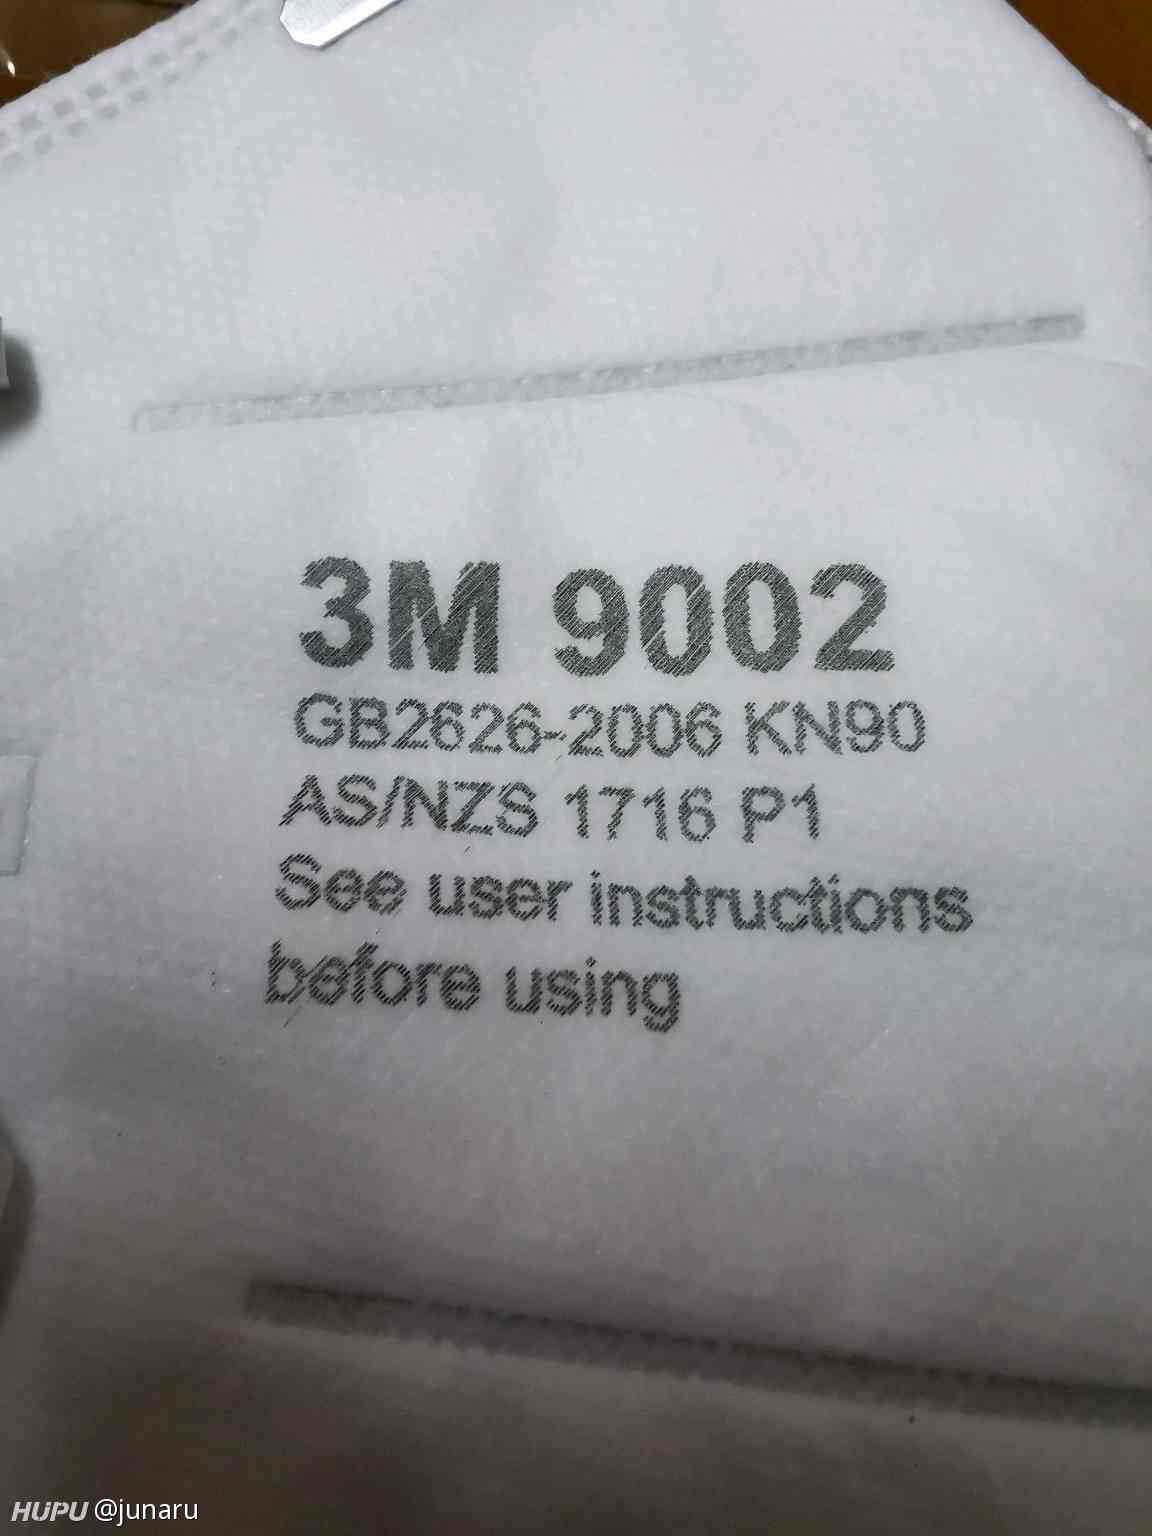 3M 9002
GB2626-2006 KN90
AS/NZS 1716 P1
See user instructions
before using
HUPU @junaru